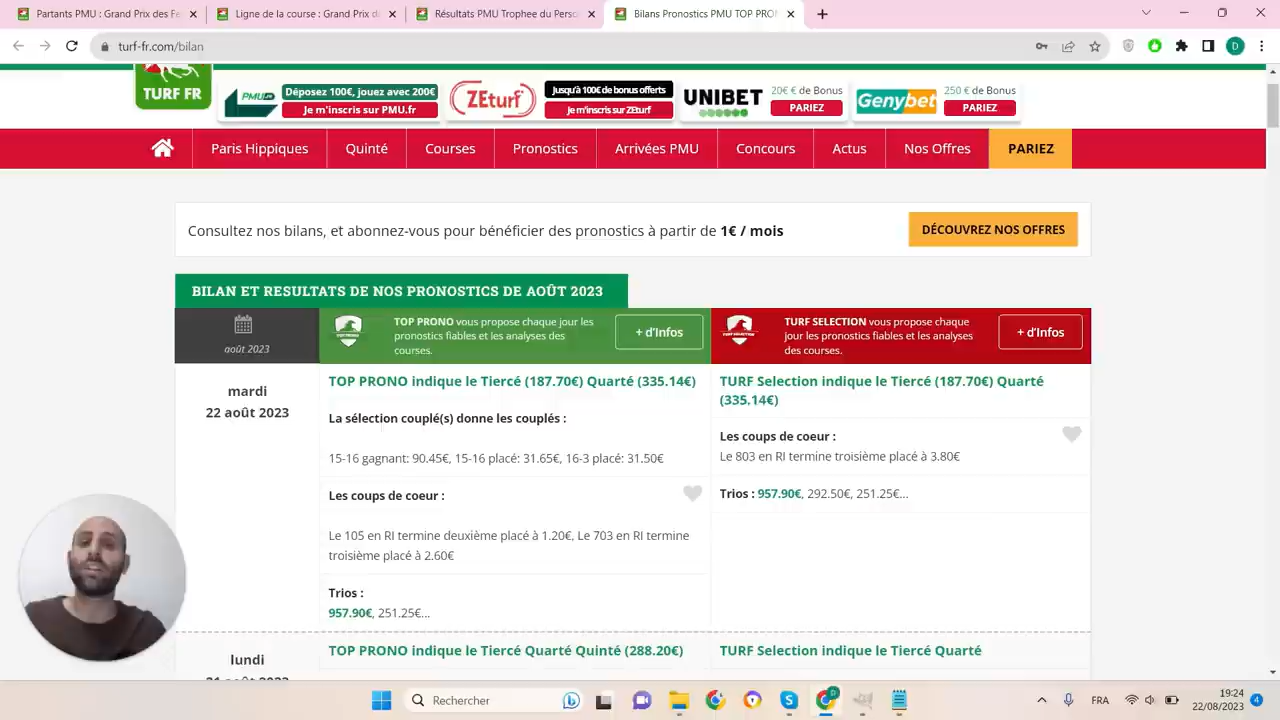 Partants PMU : Grand Prix des Fe
Ligne de la course : Grand Prix de
Résultats PMU Trophee du Person
Bilans Pronostics PMU TOP PRON
turf-fr.com/bilan
D
TURF FR
PMU.fr
Déposez 100€, jouez avec 200€
Je m'inscris sur PMU.fr
ZEturf
Jusqu'à 100€ de bonus offerts
Je m'inscris sur ZEturf
UNIBET
20€ € de Bonus
PARIEZ
Genybet
250 € de Bonus
PARIEZ
Paris Hippiques
Quinté
Courses
Pronostics
Arrivées PMU
Concours
Actus
Nos Offres
PARIEZ
Consultez nos bilans, et abonnez-vous pour bénéficier des pronostics à partir de 1€ / mois
DÉCOUVREZ NOS OFFRES
BILAN ET RESULTATS DE NOS PRONOSTICS DE AOÛT 2023
août 2023
TOP PRONO vous propose chaque jour les
pronostics fiables et les analyses des
courses.
+ d'Infos
TURF SELECTION vous propose chaque
jour les pronostics fiables et les analyses
des courses.
+ d'Infos
mardi
22 août 2023
TOP PRONO indique le Tiercé (187.70€) Quarté (335.14€)
La sélection couplé(s) donne les couplés :
15-16 gagnant: 90.45€, 15-16 placé: 31.65€, 16-3 placé: 31.50€
Les coups de coeur :
Le 105 en RI termine deuxième placé à 1.20€, Le 703 en RI termine
troisième placé à 2.60€
Trios :
957.90€, 251.25€...
TURF Selection indique le Tiercé (187.70€) Quarté
(335.14€)
Les coups de coeur :
Le 803 en RI termine troisième placé à 3.80€
Trios : 957.90€, 292.50€, 251.25€...
lundi
21 août 2023
TOP PRONO indique le Tiercé Quarté Quinté (288.20€)
TURF Selection indique le Tiercé Quarté
Rechercher
FRA
19:24
22/08/2023
4